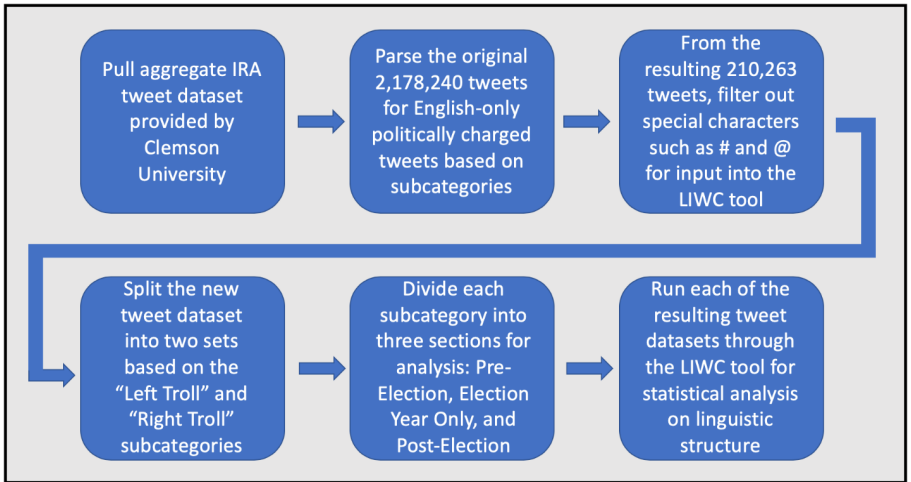 Pull aggregate IRA
tweet dataset
provided by
Clemson
University
Parse the original
2,178,240 tweets
for English-only
politically charged
tweets based on
subcategories
From the
resulting 210,263
tweets, filter out
special characters
such as # and @
for input into the
LIWC tool
Split the new
tweet dataset
into two sets
based on the
“Left Troll” and
“Right Troll”
subcategories
Divide each
subcategory into
three sections for
analysis: Pre-
Election, Election
Year Only, and
Post-Election
Run each of the
resulting tweet
datasets through
the LIWC tool for
statistical analysis
on linguistic
structure